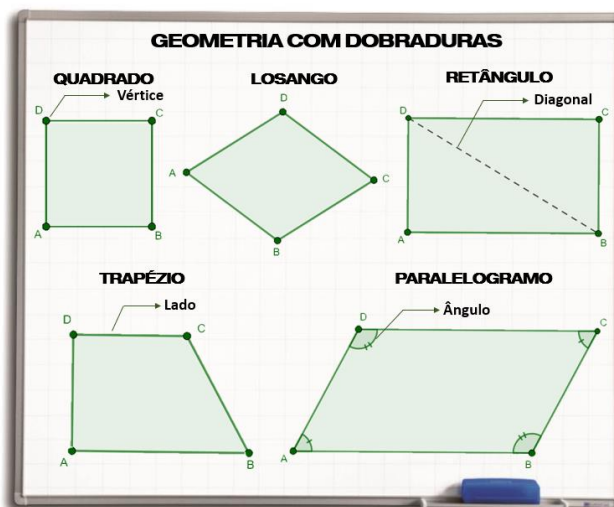 GEOMETRIA COM DOBRADURAS
QUADRADO
D
Vértice
C
A
B
LOSANGO
D
A
C
B
RETÂNGULO
D
Diagonal
C
A
B
TRAPÉZIO
Lado
D
C
A
B
PARALELOGRAMO
D
Ângulo
C
A
B